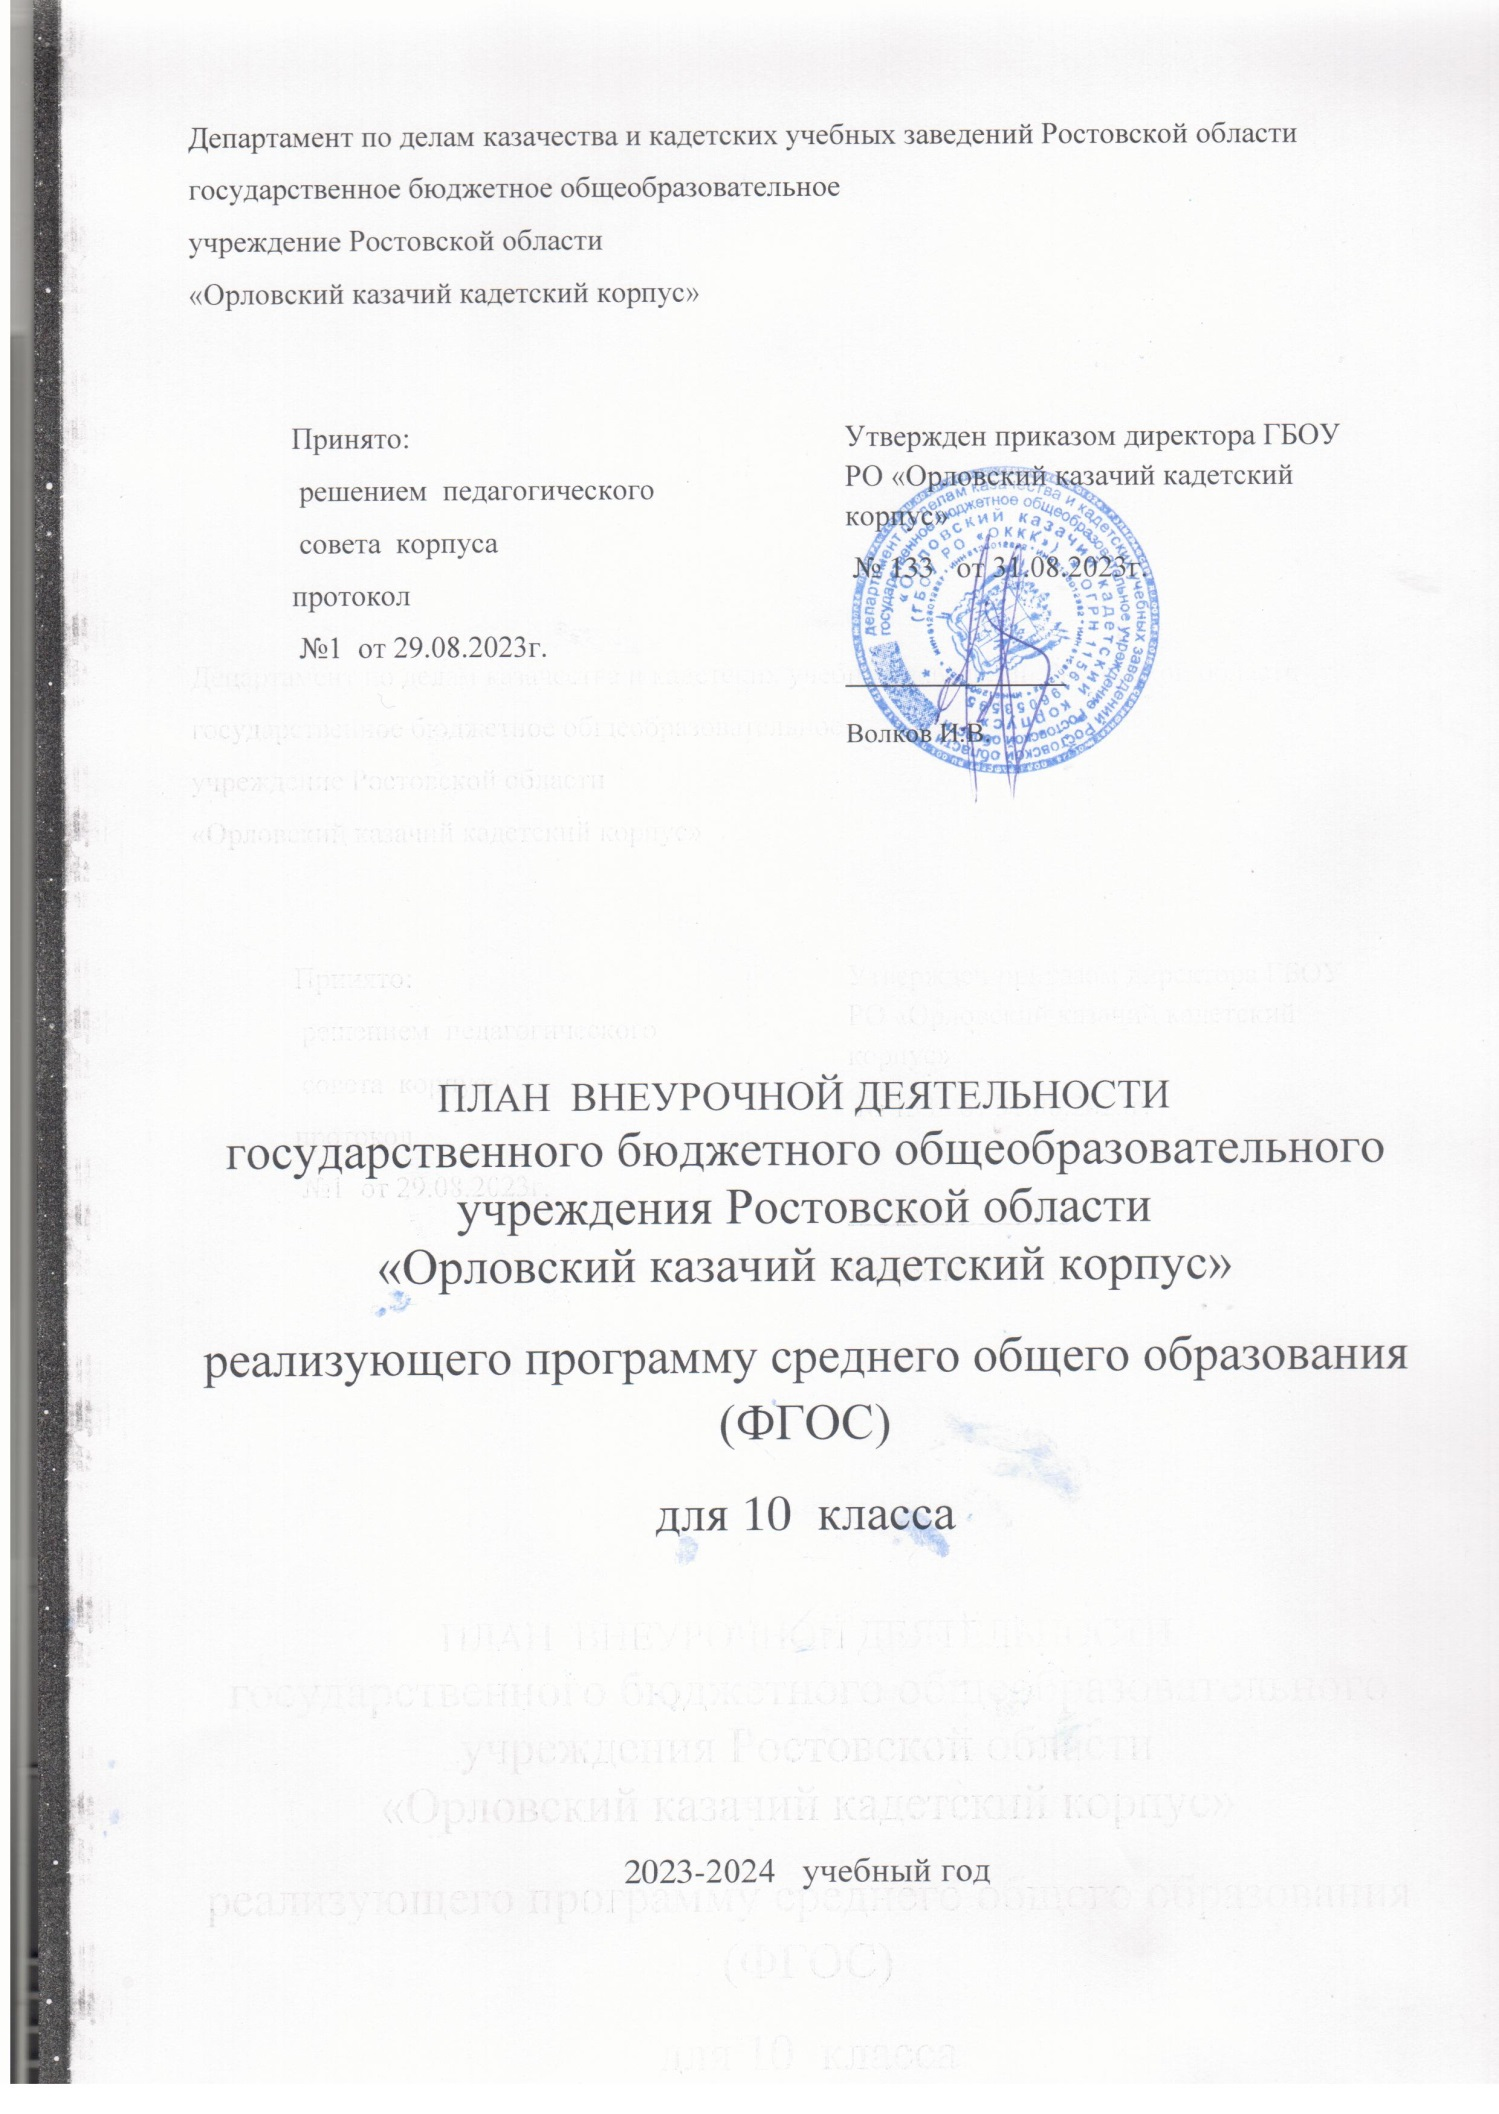 Департамент по делам казачества и кадетских учебных заведений Ростовской области
государственное бюджетное общеобразовательное
учреждение Ростовской области
«Орловский казачий кадетский корпус»
Принято:
решением педагогического
совета корпуса
протокол
№1 от 29.08.2023г.
Утвержден приказом директора ГБОУ
РО «Орловский казачий кадетский
корпус»
№ 133 от 31.08.2023г.
Волков И.В.
ПЛАН ВНЕУРОЧНОЙ ДЕЯТЕЛЬНОСТИ
государственного бюджетного общеобразовательного
учреждения Ростовской области
«Орловский казачий кадетский корпус»
реализующего программу среднего общего образования
(ФГОС)
для 10 класса
2023-2024 учебный год